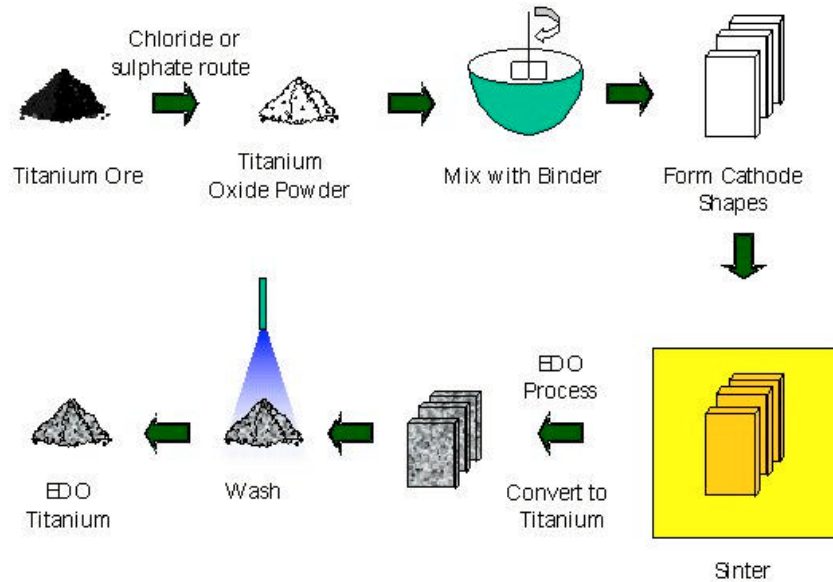 Chloride or
sulphate route
Titanium Ore
Titanium
Oxide Powder
Mix with Binder
Form Cathode
Shapes
EDO
Process
Convert to
Titanium
Sinter
Wash
EDO
Titanium